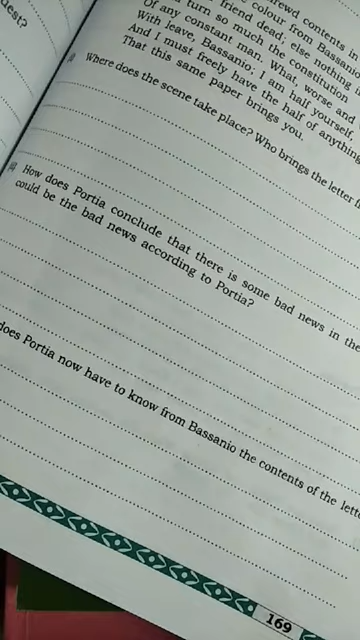 uest?
rewd contents in
colour from Bassani
friend dead, else nothing i
turn so much the constitution
Of any constant man. What, worse and
With leave, Bassanio: I am half yourself,
And I must freely have the half of anything
That this same paper brings you.
Where does the scene take place? Who brings the letter f
How does Portia conclude that there is some bad news in the
could be the bad news according to Portia?
does Portia now have to know from Bassanio the contents of the lette
169